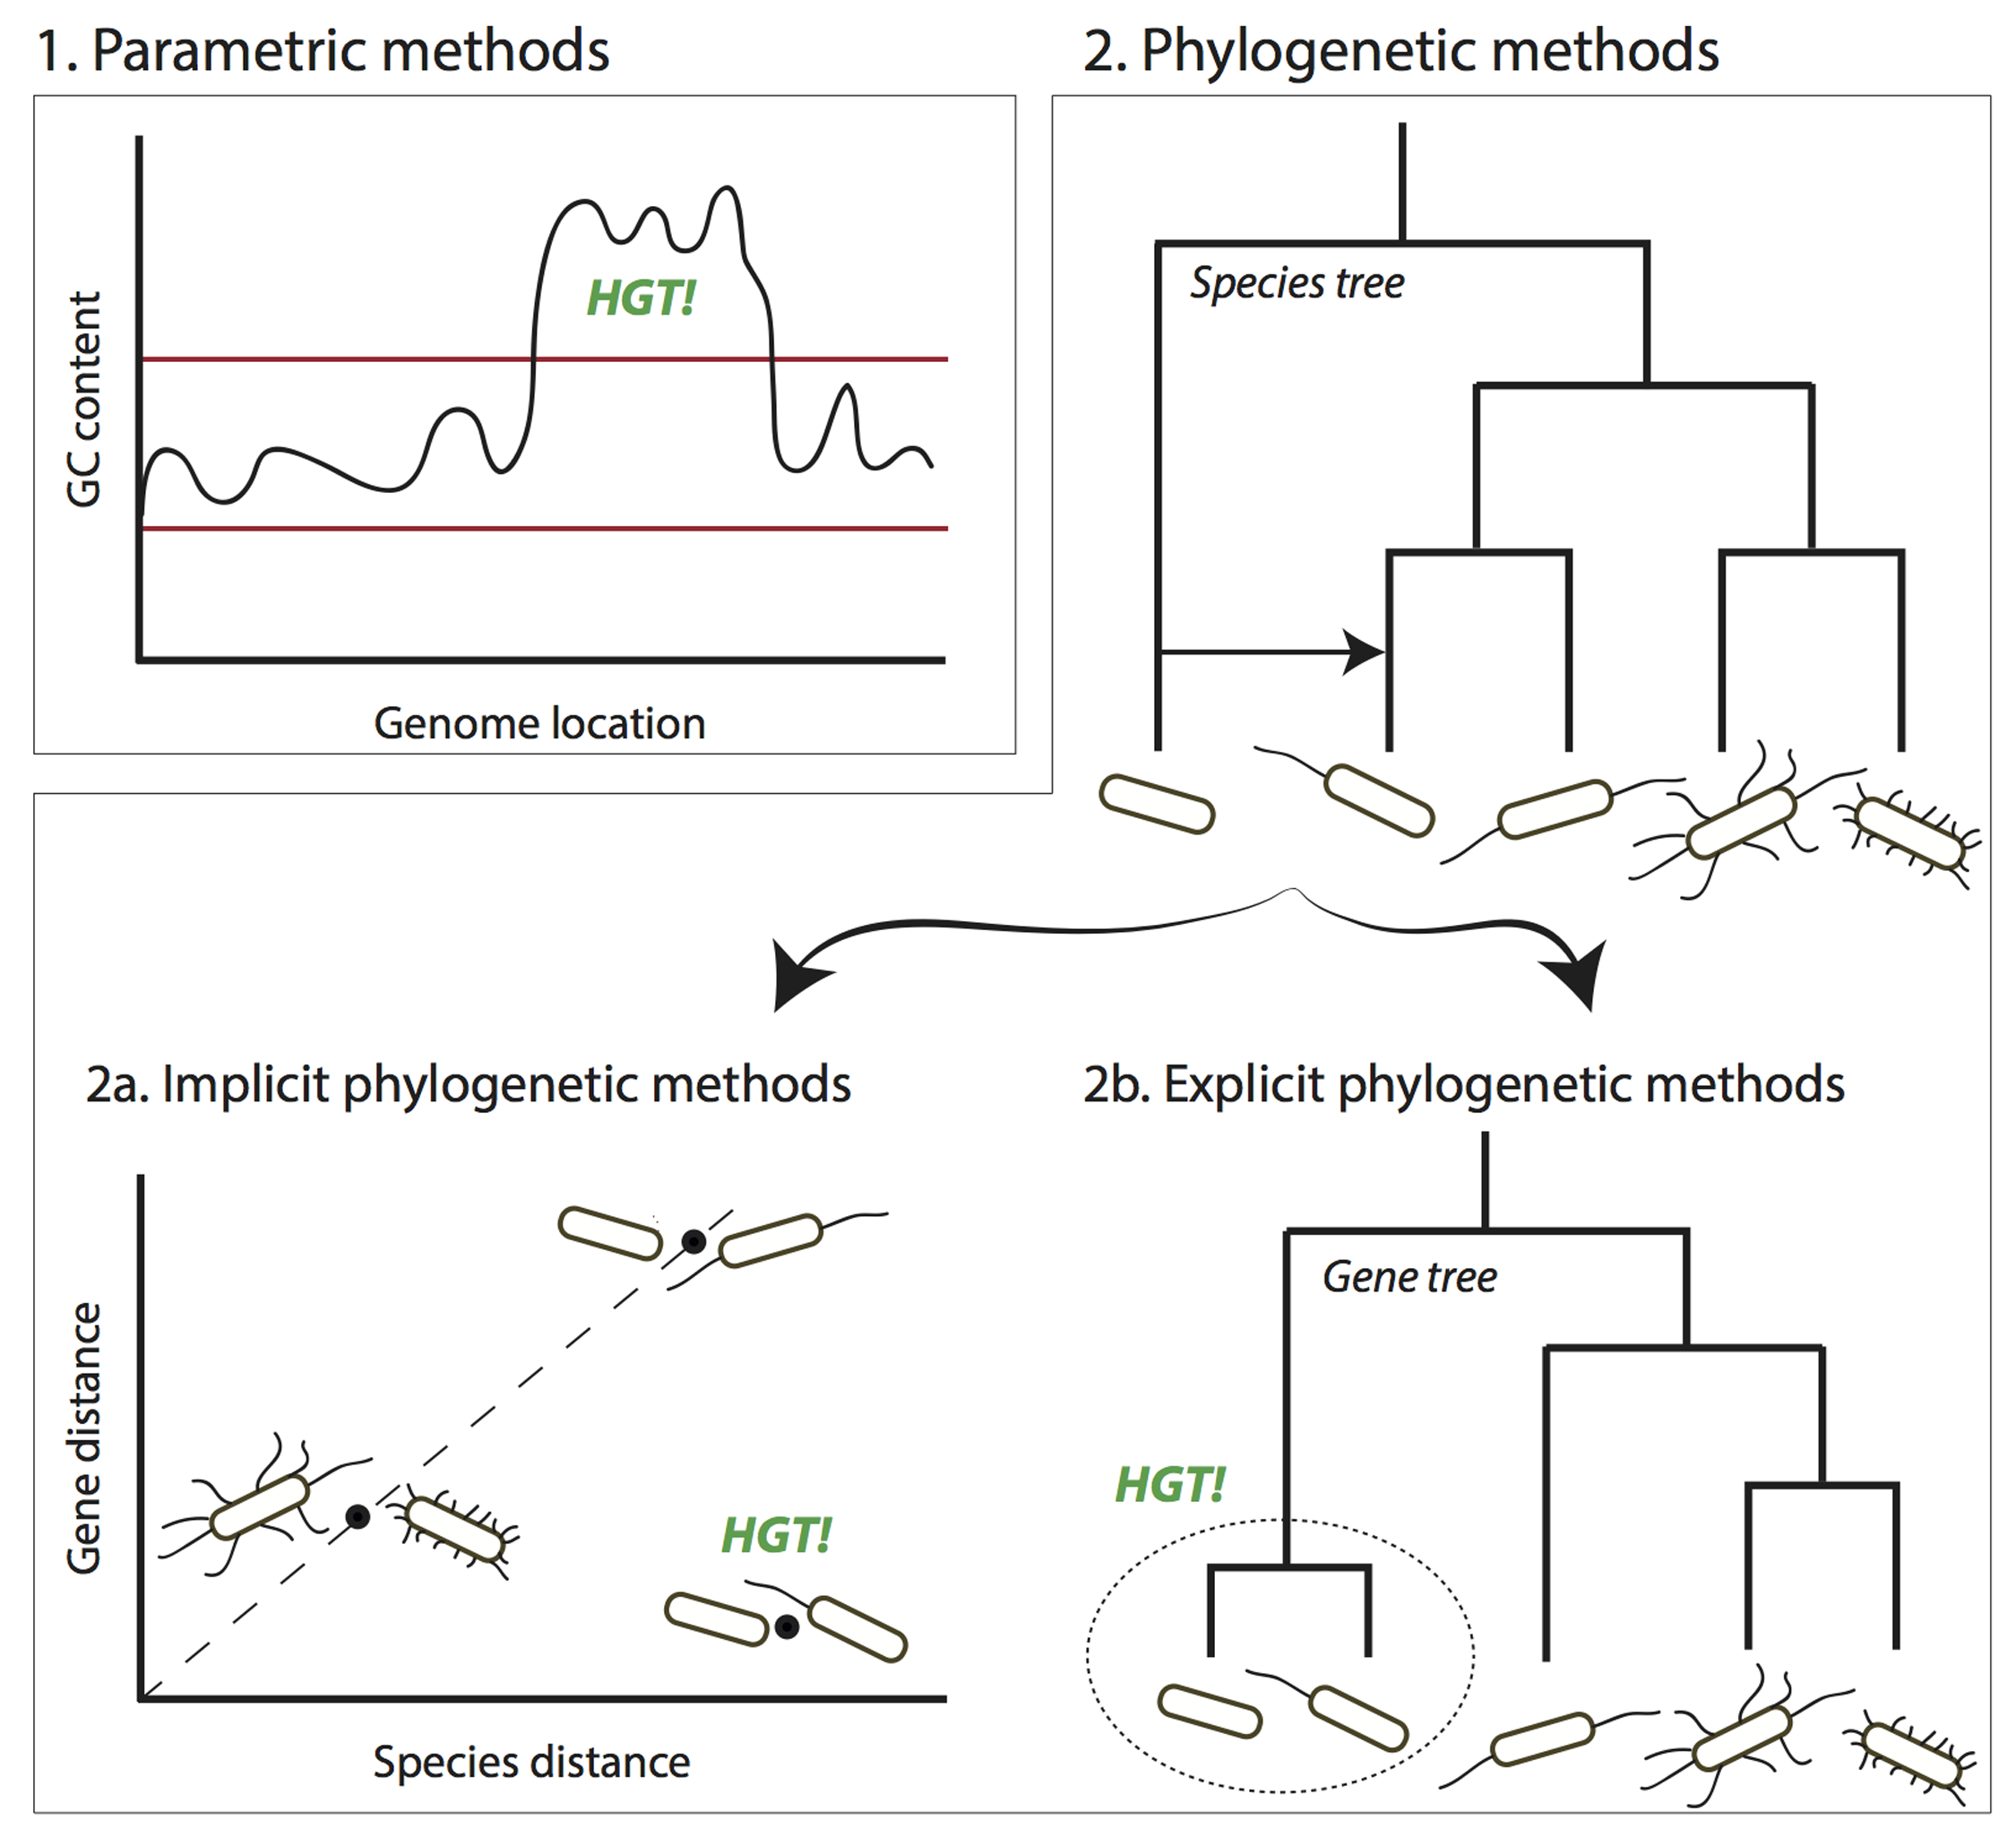 1. Parametric methods
GC content
HGT!
Genome location
2. Phylogenetic methods
Species tree
2a. Implicit phylogenetic methods
Gene distance
HGT!
Species distance
2b. Explicit phylogenetic methods
Gene tree
HGT!